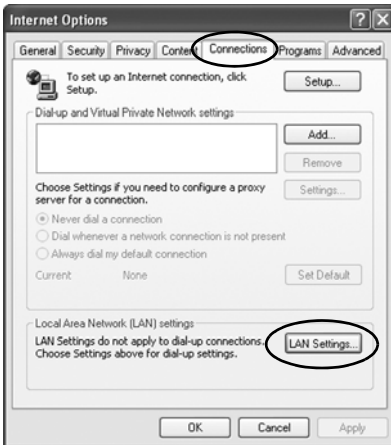 Internet Options
General Security Privacy Content Connections Programs Advanced
To set up an Internet connection, click
Setup.
Setup...
Dial-up and Virtual Private Network settings
Add...
Remove
Choose Settings if you need to configure a proxy
server for a connection.
Settings...
Never dial a connection
Dial whenever a network connection is not present
Always dial my default connection
Current None
Set Default
Local Area Network (LAN) settings
LAN Settings do not apply to dial-up connections.
Choose Settings above for dial-up settings.
LAN Settings...
OK Cancel Apply